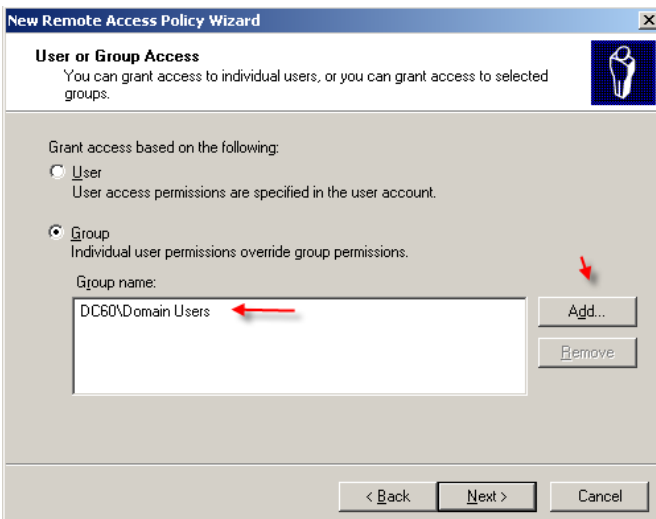 New Remote Access Policy Wizard
User or Group Access
You can grant access to individual users, or you can grant access to selected
groups.
Grant access based on the following:
User
User access permissions are specified in the user account.
Group
Individual user permissions override group permissions.
Group name:
DC60\Domain Users
Add...
Remove
< Back
Next >
Cancel